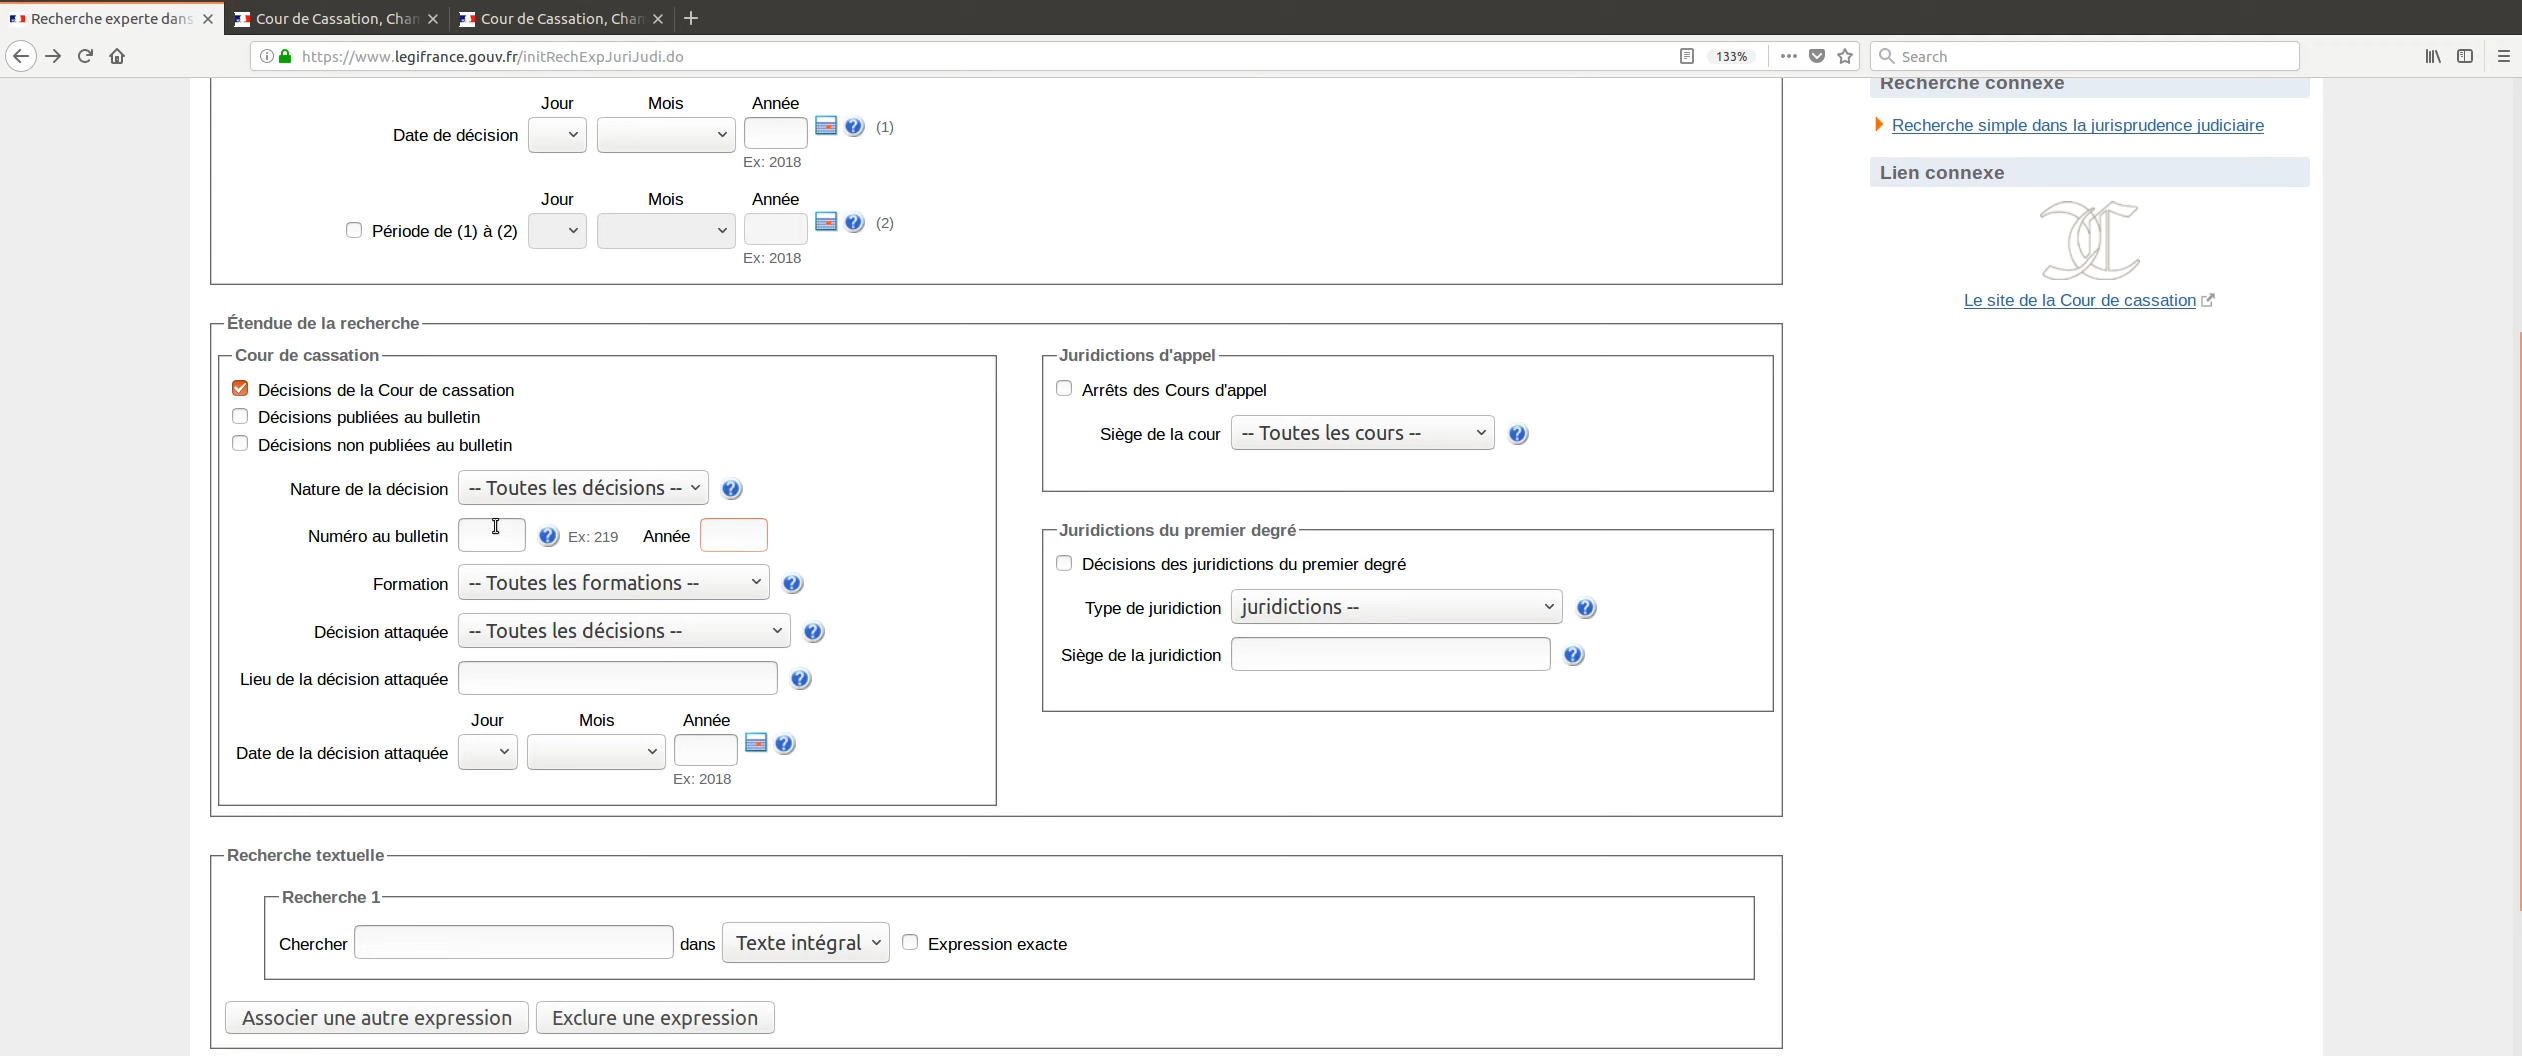 Recherche experte dans
Cour de Cassation, Cham
Cour de Cassation, Cham
https://www.legifrance.gouv.fr/initRechExpJuriJudi.do
133%
Search
Jour Mois Année
Date de décision (1)
Ex: 2018
Jour Mois Année
Période de (1) à (2) (2)
Ex: 2018
Étendue de la recherche
Cour de cassation
Décisions de la Cour de cassation
Décisions publiées au bulletin
Décisions non publiées au bulletin
Nature de la décision -- Toutes les décisions --
Numéro au bulletin Ex: 219 Année
Formation -- Toutes les formations --
Décision attaquée -- Toutes les décisions --
Lieu de la décision attaquée
Jour Mois Année
Date de la décision attaquée
Ex: 2018
Juridictions d'appel
Arrêts des Cours d'appel
Siège de la cour -- Toutes les cours --
Juridictions du premier degré
Décisions des juridictions du premier degré
Type de juridiction juridictions --
Siège de la juridiction
Recherche textuelle
Recherche 1
Chercher dans Texte intégral Expression exacte
Associer une autre expression Exclure une expression
Recherche connexe
Recherche simple dans la jurisprudence judiciaire
Lien connexe
Le site de la Cour de cassation